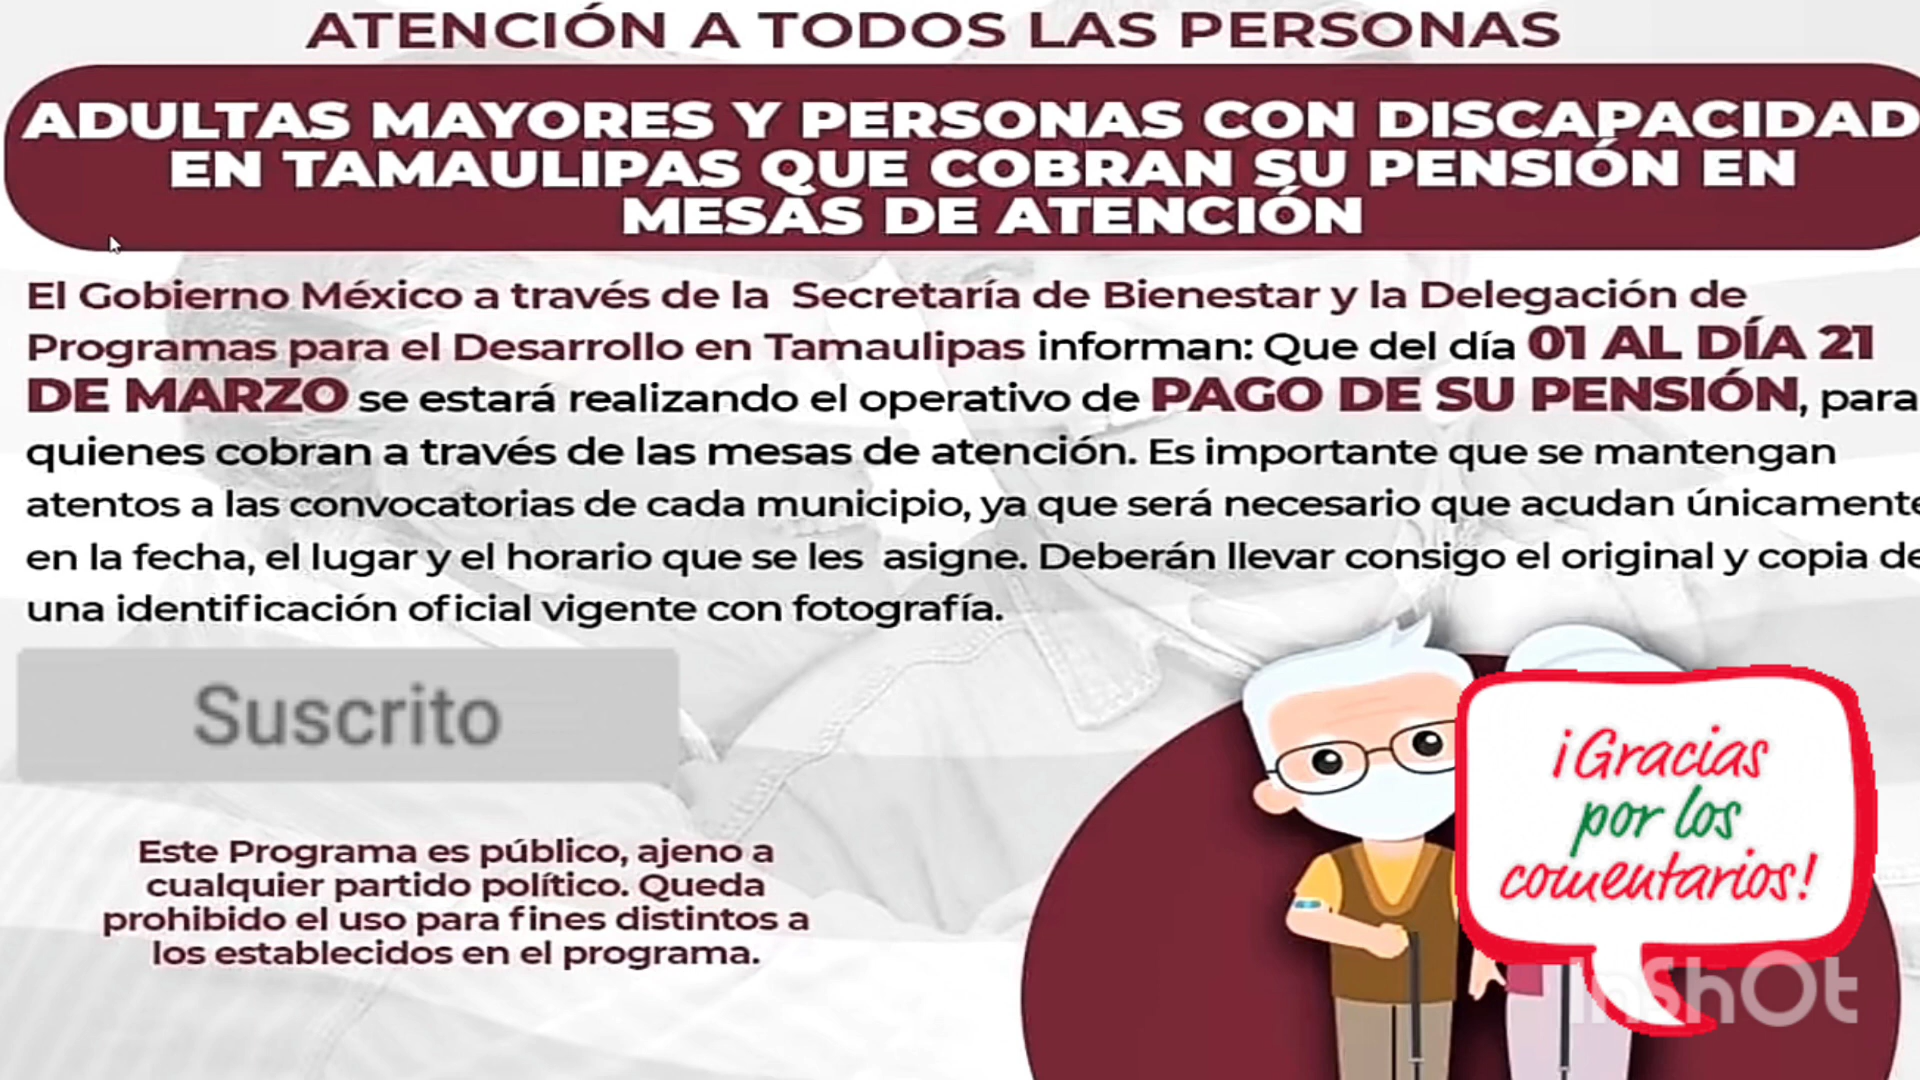 ATENCIÓN A TODOS LAS PERSONAS
ADULTAS MAYORES Y PERSONAS CON DISCAPACIDAD
EN TAMAULIPAS QUE COBRAN SU PENSIÓN EN
MESAS DE ATENCIÓN
El Gobierno México a través de la Secretaría de Bienestar y la Delegación de
Programas para el Desarrollo en Tamaulipas informan: Que del día 01 AL DÍA 21
DE MARZO se estará realizando el operativo de PAGO DE SU PENSIÓN, para
quienes cobran a través de las mesas de atención. Es importante que se mantengan
atentos a las convocatorias de cada municipio, ya que será necesario que acudan únicamente
en la fecha, el lugar y el horario que se les asigne. Deberán llevar consigo el original y copia de
una identificación oficial vigente con fotografía.
Suscrito
Este Programa es público, ajeno a
cualquier partido político. Queda
prohibido el uso para fines distintos a
los establecidos en el programa.
¡Gracias
por los
comentarios!
InShOt